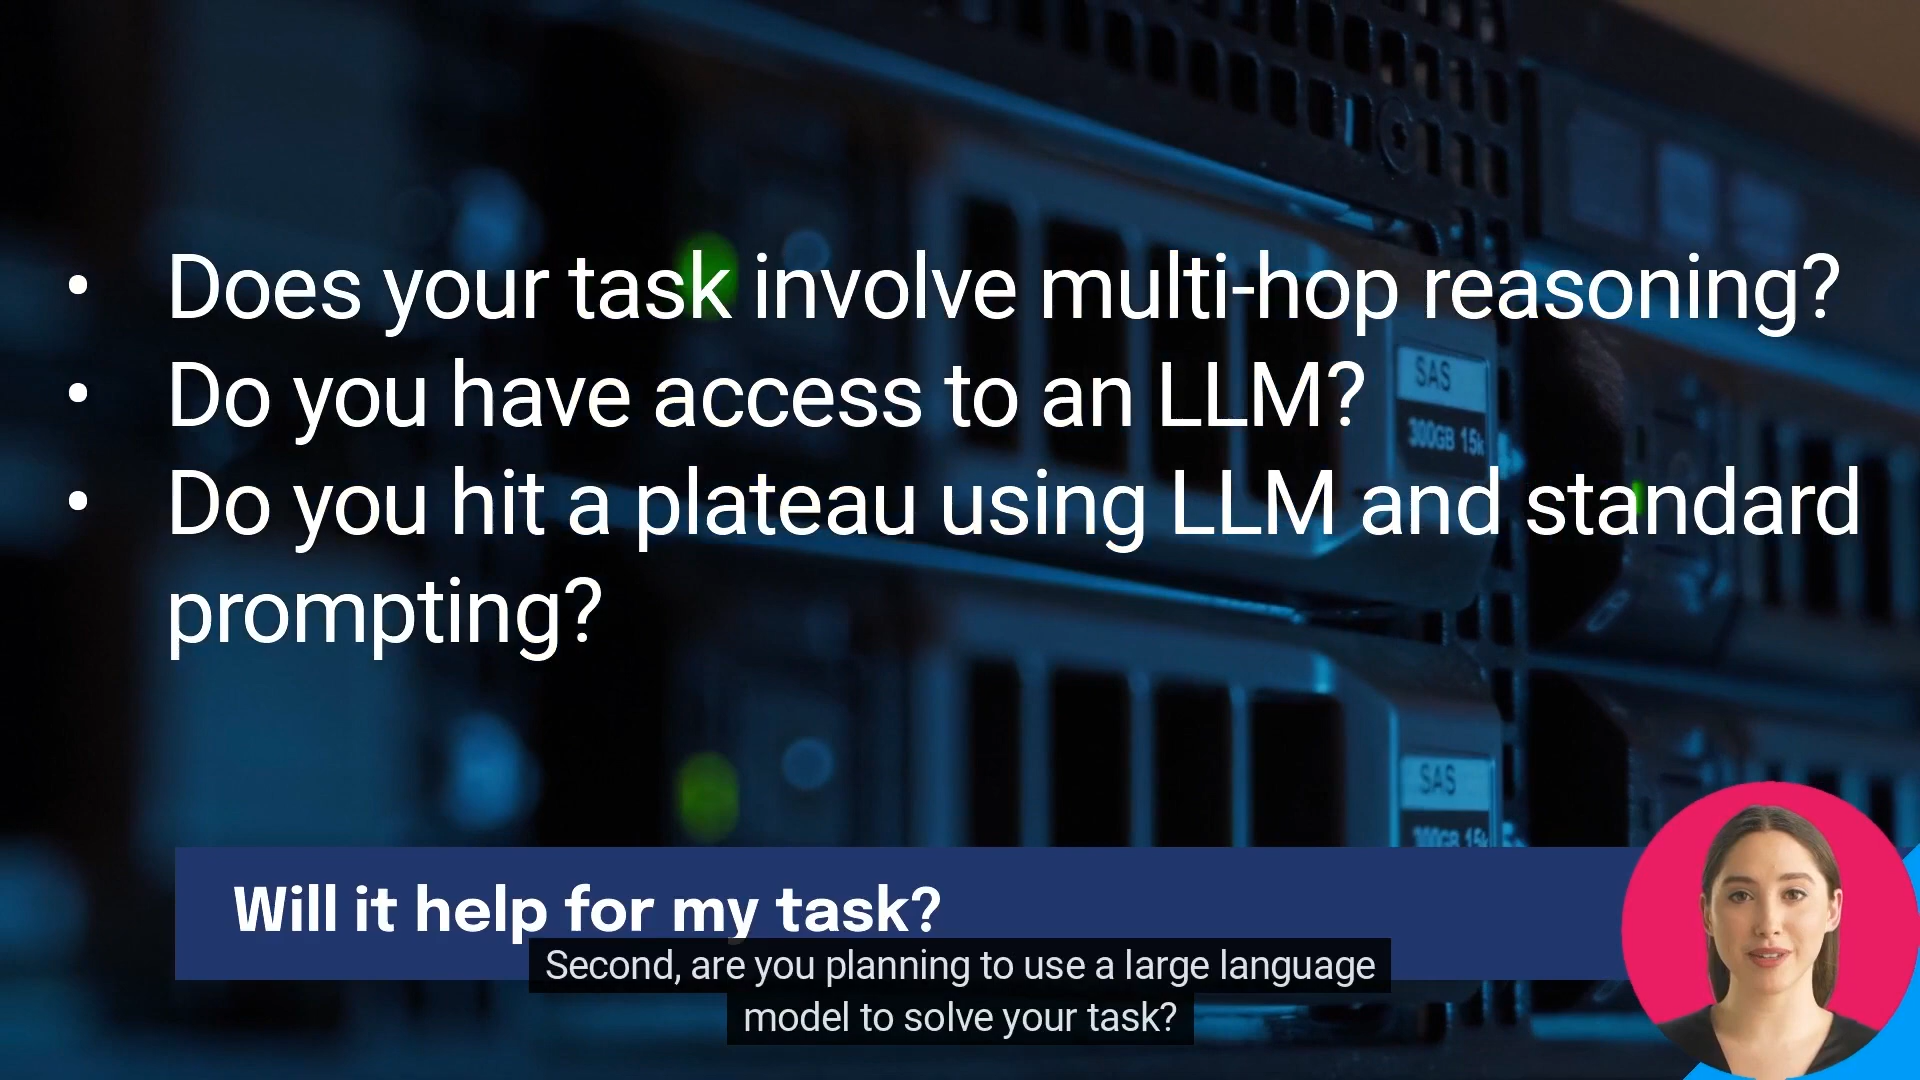 • Does your task involve multi-hop reasoning?
• Do you have access to an LLM?
• Do you hit a plateau using LLM and standard
prompting?
SAS
300GB 15k
SAS
300GB 15k
Will it help for my task?
Second, are you planning to use a large language
model to solve your task?